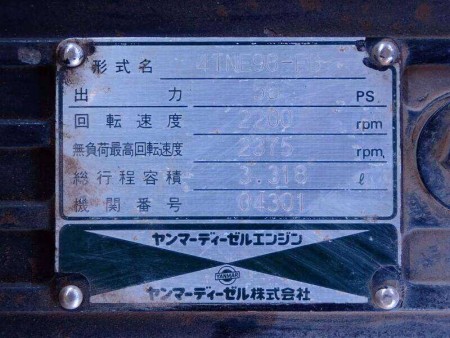 形式名 4TNE98-
出力 PS
回転速度 2200 rpm
無負荷最高回転速度 2375 rpm
総行程容積 3.318 ℓ
機関番号 04301
ヤンマーディーゼルエンジン
YANMAR
ヤンマーディーゼル株式会社